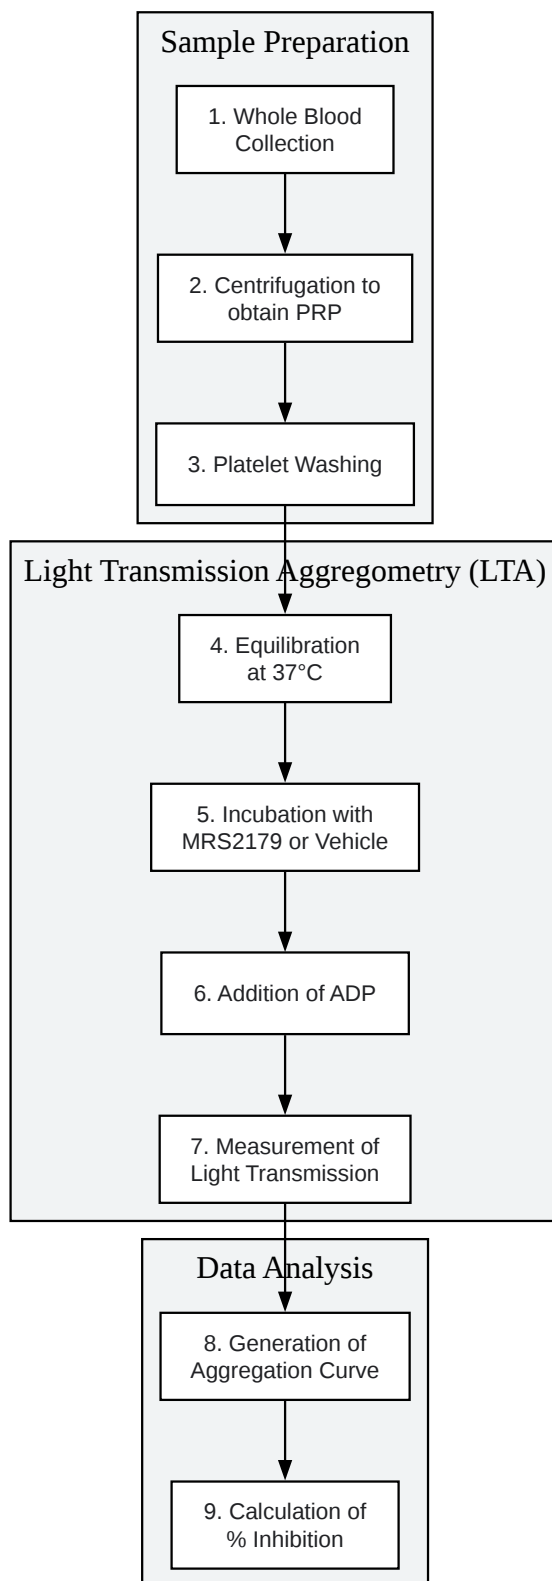 Sample Preparation
1. Whole Blood
Collection
2. Centrifugation to
obtain PRP
3. Platelet Washing
Light Transmission Aggregometry (LTA)
4. Equilibration
at 37°C
5. Incubation with
MRS2179 or Vehicle
6. Addition of ADP
7. Measurement of
Light Transmission
Data Analysis
8. Generation of
Aggregation Curve
9. Calculation of
% Inhibition